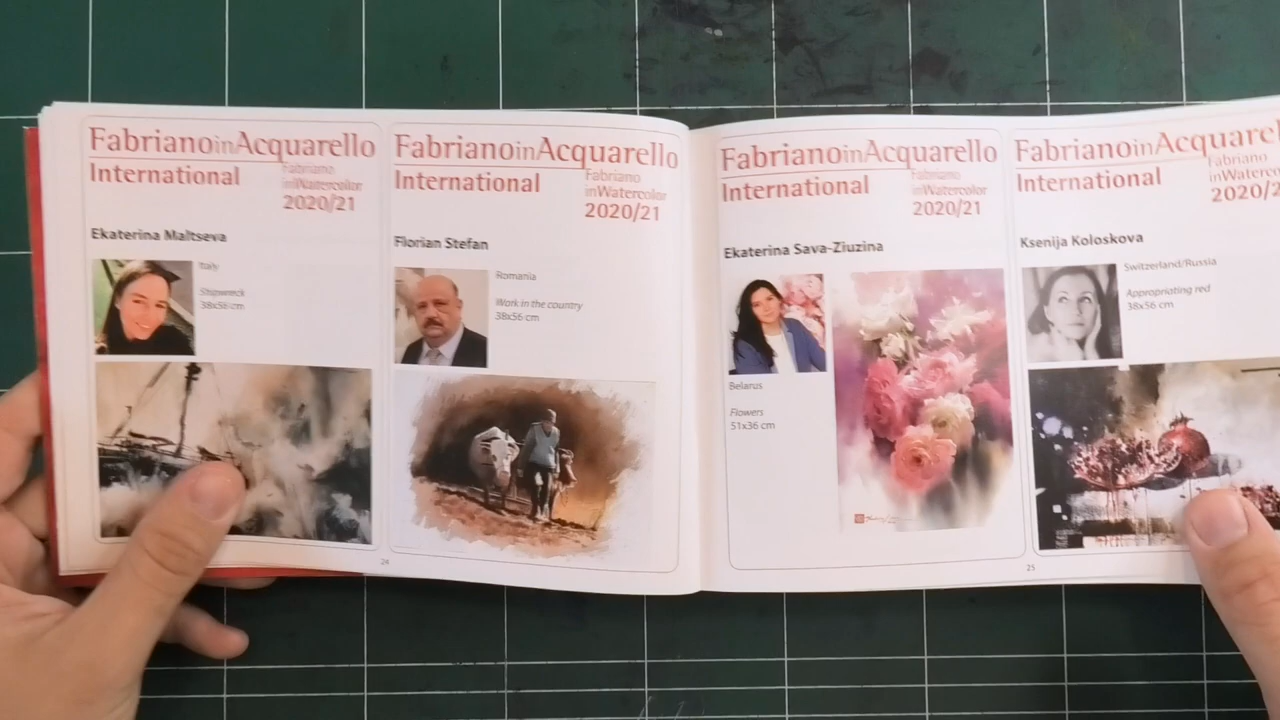 FabrianoinAcquarello
International
Fabriano
inWatercolor
2020/21
Ekaterina Maltseva
Italy
Shipwreck
38x56 cm
FabrianoinAcquarello
International
Fabriano
inWatercolor
2020/21
Florian Stefan
Romania
Work in the country
38x56 cm
24
FabrianoinAcquarello
International
Fabriano
inWatercolor
2020/21
Ekaterina Sava-Ziuzina
Belarus
Flowers
51x36 cm
FabrianoinAcquarell
International
Fabriano
inWaterco
2020/2
Ksenija Koloskova
Switzerland/Russia
Appropriating red
38x56 cm
25